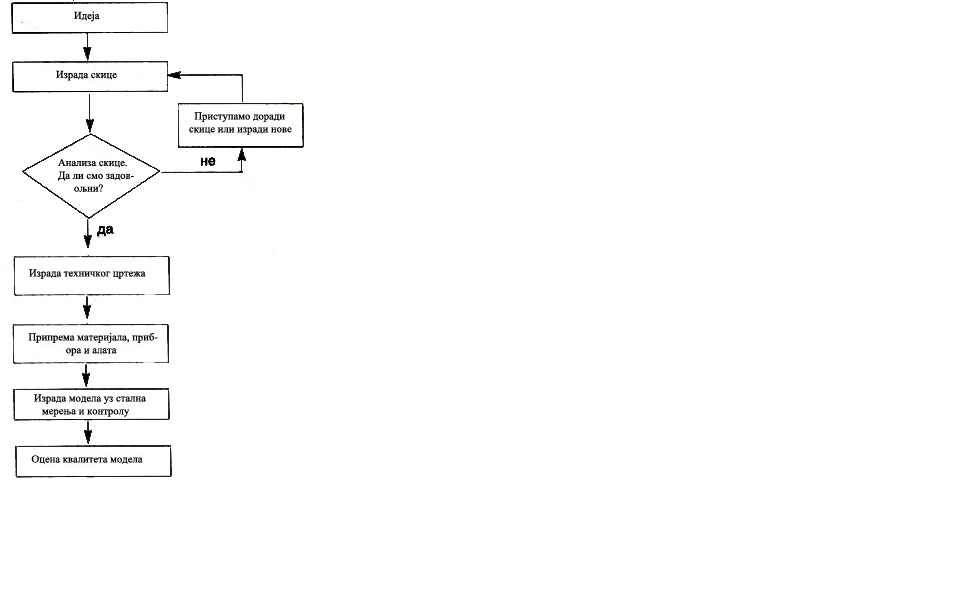 Идеја
Израда скице
Приступамо доради
скице или изради нове
Анализа скице.
Да ли смо задов-
ољни?
не
да
Израда техничког цртежа
Припрема материјала, приб-
ора и алата
Израда модела уз стална
мерења и контролу
Оцена квалитета модела